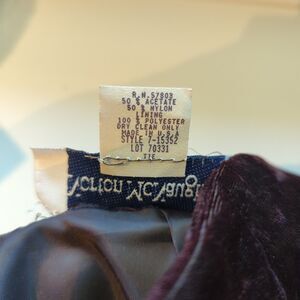 R.N. 57803
50 % ACETATE
50 % NYLON
LINING
100 % POLYESTER
DRY CLEAN ONLY
MADE IN U.S.A
STYLE 7-15352
LOT 70331